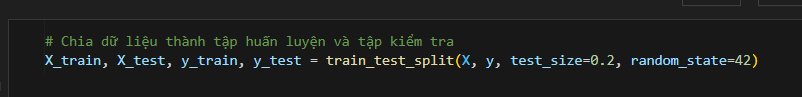 # Chia dữ liệu thành tập huấn luyện và tập kiểm tra
X_train, X_test, y_train, y_test = train_test_split(X, y, test_size=0.2, random_state=42)